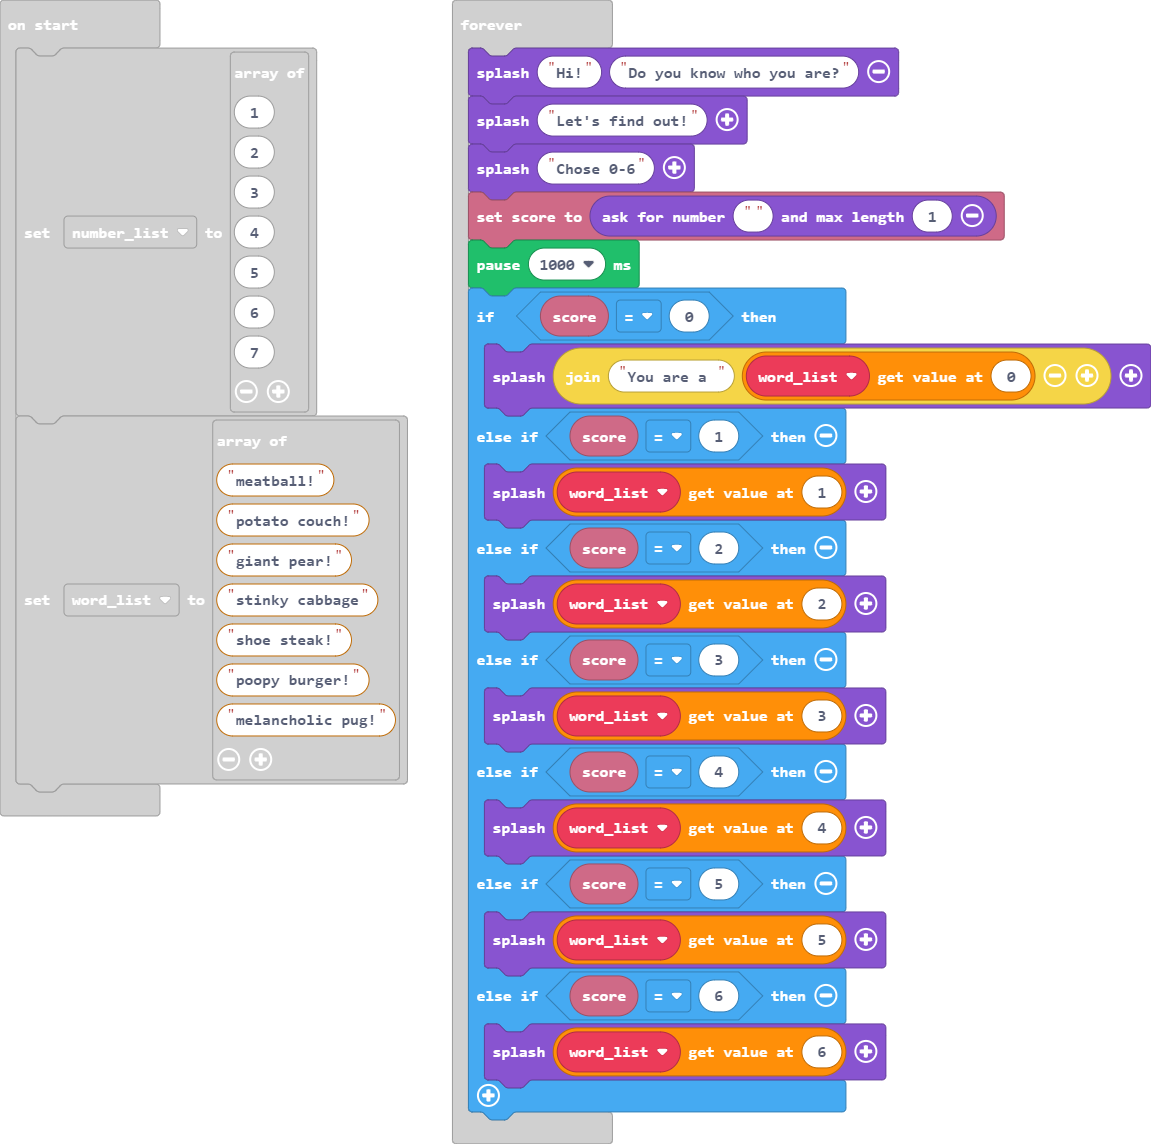 on start
set number_list to
array of
1
2
3
4
5
6
7
set word_list to
array of
"meatball!"
"potato couch!"
"giant pear!"
"stinky cabbage"
"shoe steak!"
"poopy burger!"
"melancholic pug!"
forever
splash "Hi!" "Do you know who you are?"
splash "Let's find out!"
splash "Chose 0-6"
set score to ask for number " " and max length 1
pause 1000 ms
if score = 0 then
splash join "You are a " word_list get value at 0
else if score = 1 then
splash word_list get value at 1
else if score = 2 then
splash word_list get value at 2
else if score = 3 then
splash word_list get value at 3
else if score = 4 then
splash word_list get value at 4
else if score = 5 then
splash word_list get value at 5
else if score = 6 then
splash word_list get value at 6